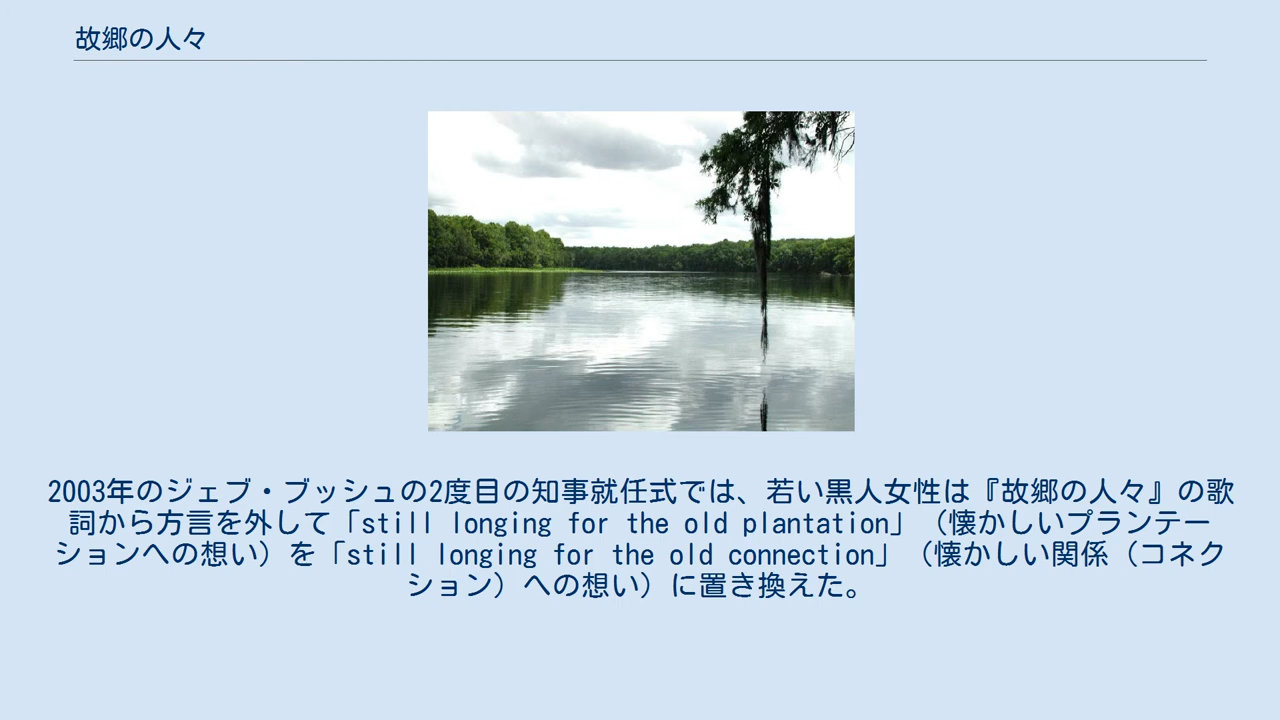 故郷の人々
2003年のジェブ・ブッシュの2度目の知事就任式では、若い黒人女性は『故郷の人々』の歌
詞から方言を外して「still longing for the old plantation」（懐かしいプランテー
ションへの想い）を「still longing for the old connection」（懐かしい関係（コネク
ション）への想い）に置き換えた。